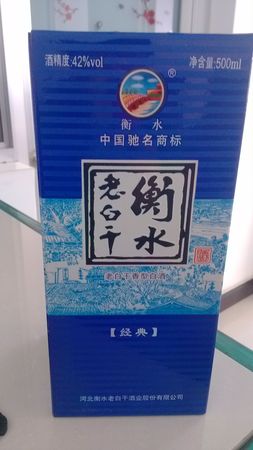 酒精度:42%vol 净含量:500ml
®
衡 水
中国驰名商标
衡水
老白干
老白干香型白酒
【经典】
河北衡水老白干酒业股份有限公司